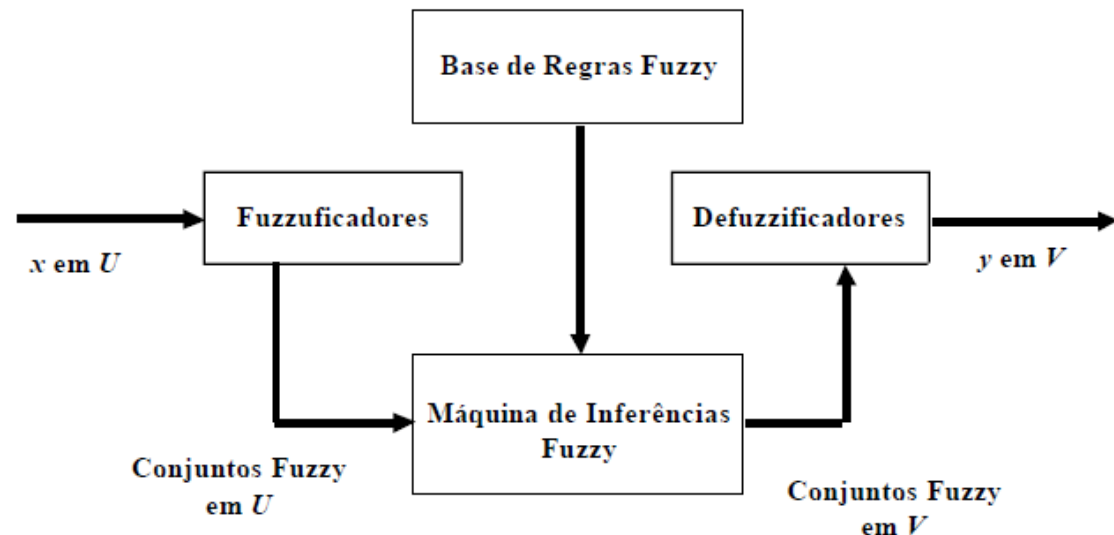 Base de Regras Fuzzy
Fuzzuficadores
Defuzzificadores
x em U
y em V
Máquina de Inferências
Fuzzy
Conjuntos Fuzzy
em U
Conjuntos Fuzzy
em V